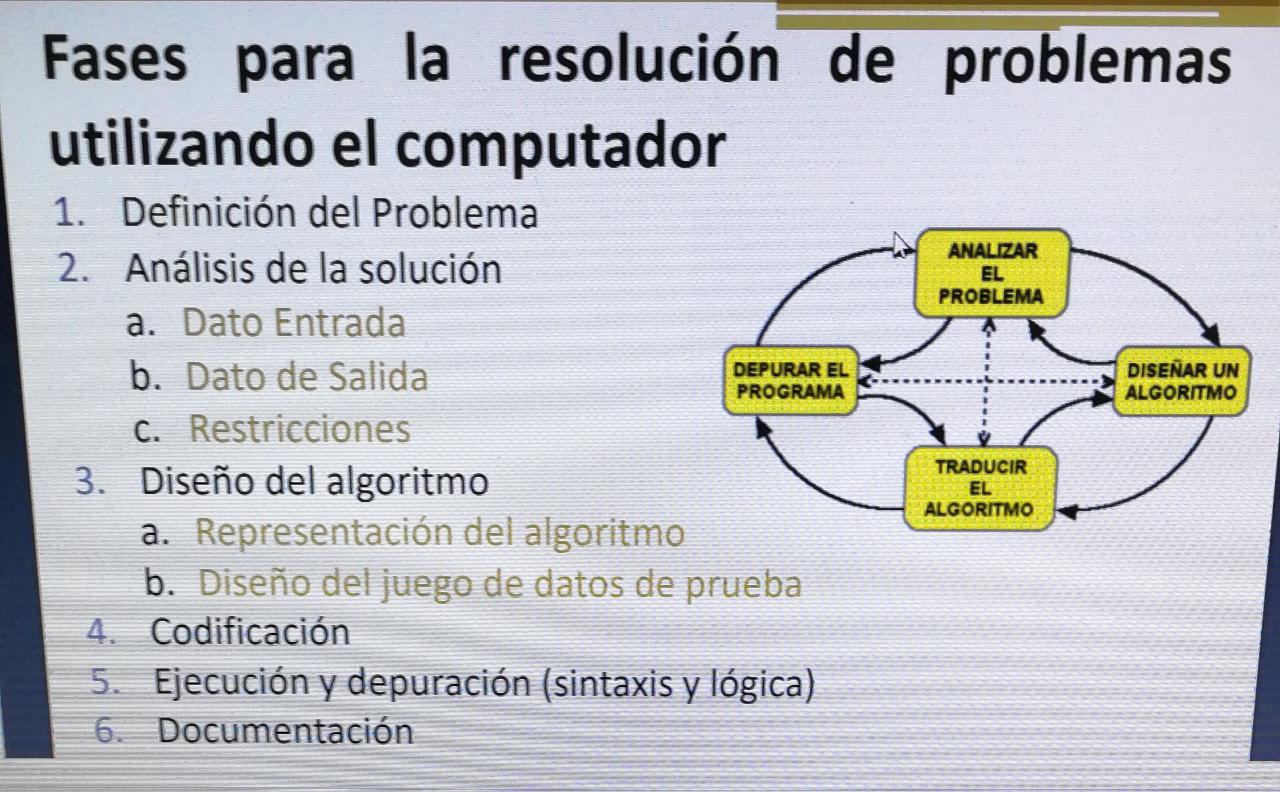 Fases para la resolución de problemas
utilizando el computador
1. Definición del Problema
2. Análisis de la solución
a. Dato Entrada
b. Dato de Salida
c. Restricciones
3. Diseño del algoritmo
a. Representación del algoritmo
b. Diseño del juego de datos de prueba
4. Codificación
5. Ejecución y depuración (sintaxis y lógica)
6. Documentación
ANALIZAR
EL
PROBLEMA
DEPURAR EL
PROGRAMA
DISEÑAR UN
ALGORITMO
TRADUCIR
EL
ALGORITMO